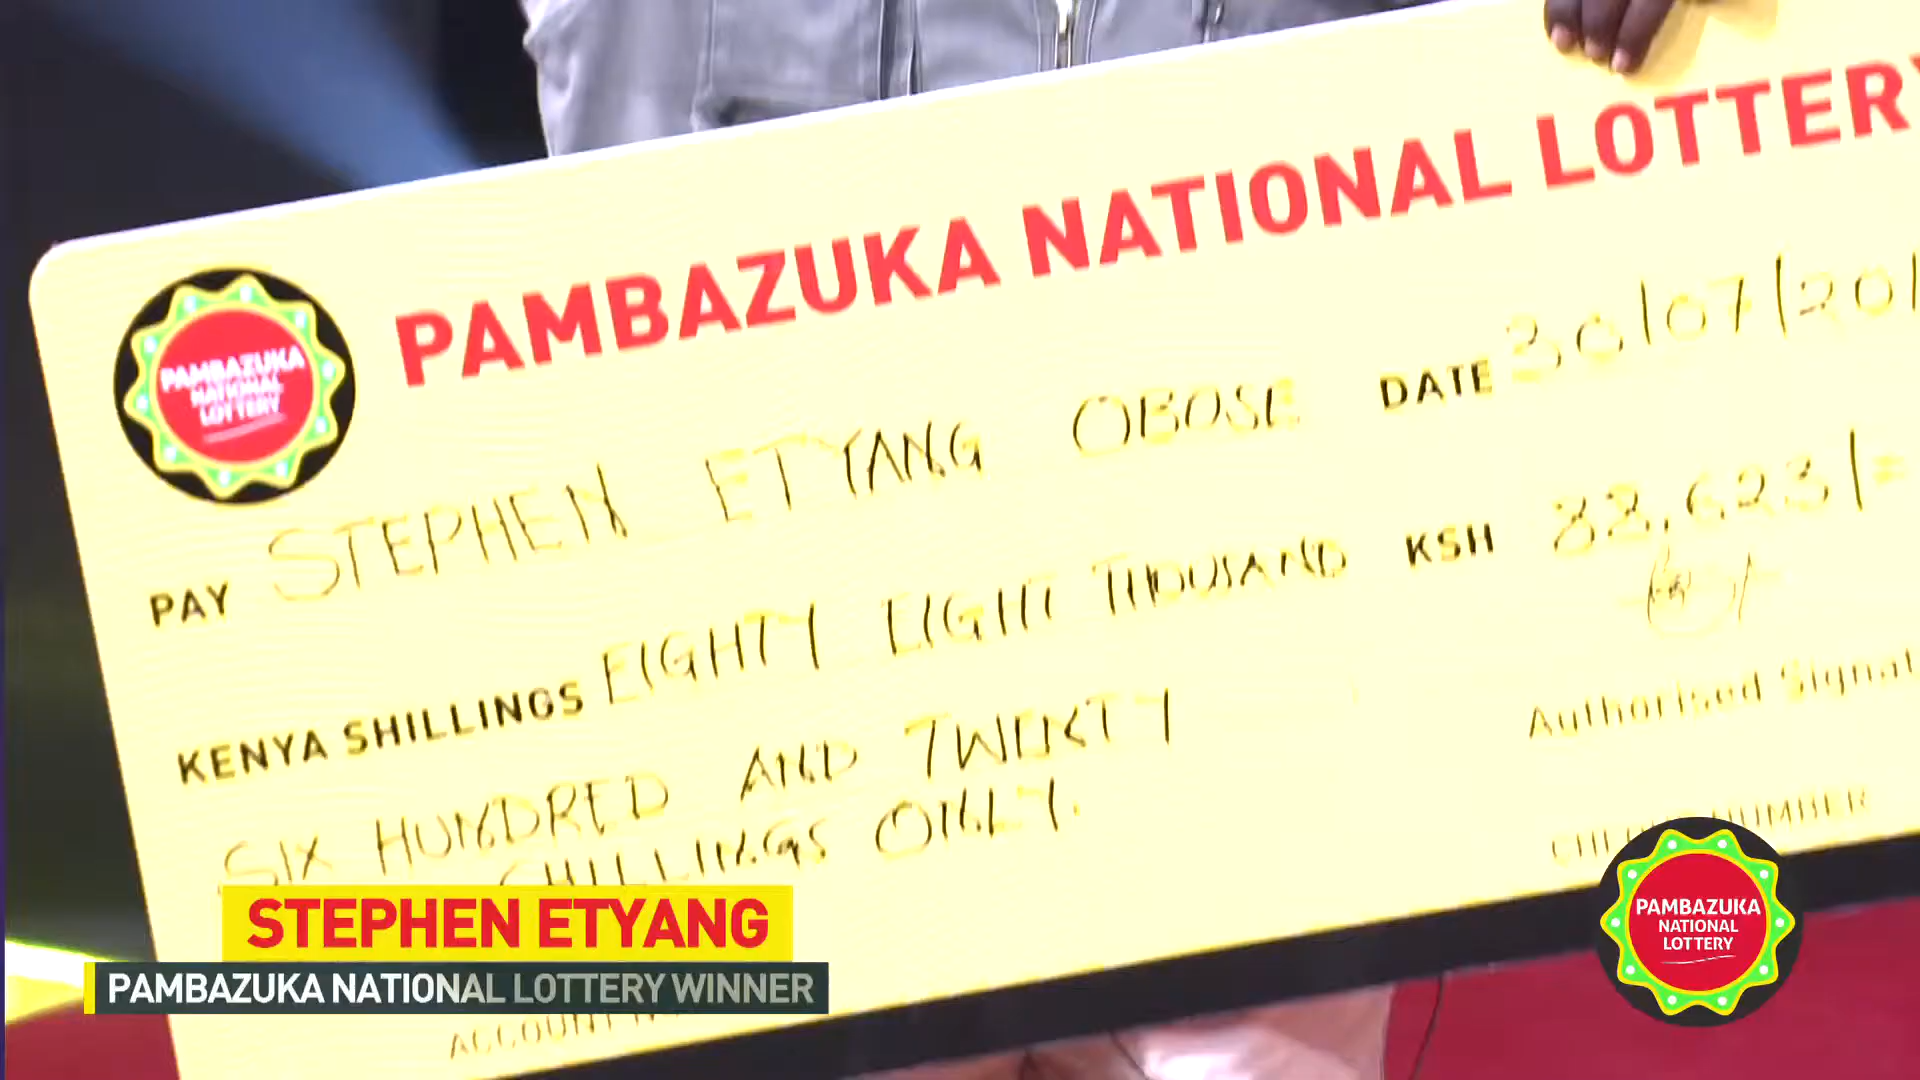 PAMBAZUKA NATIONAL LOTTERY
PAMBAZUKA
NATIONAL
LOTTERY
DATE 30/07/20
PAY STEPHEN ETYANG OBOSE
KSH 88,623/=
KENYA SHILLINGS EIGHTY EIGHT THOUSAND
SIX HUNDRED AND TWENTY
SHILLINGS ONLY.
Authorised Signat
NUMBER
STEPHEN ETYANG
PAMBAZUKA NATIONAL LOTTERY WINNER
PAMBAZUKA
NATIONAL
LOTTERY
ACCOUNT